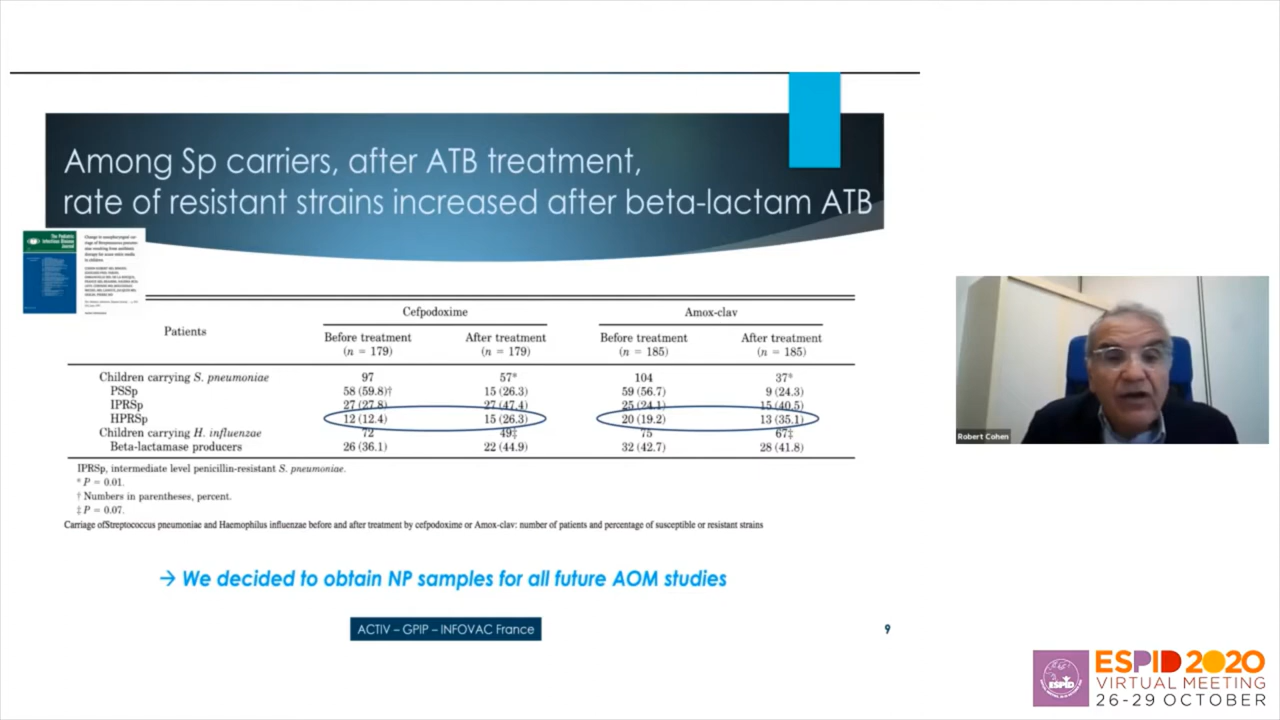 Among Sp carriers, after ATB treatment,
rate of resistant strains increased after beta-lactam ATB
The Pediatric
Infectious Disease
Journal
Cefpodoxime
Amox-clav
Patients
Before treatment
After treatment
Before treatment
After treatment
(n = 179)
(n = 179)
(n = 185)
(n = 185)
Children carrying S. pneumoniae 97 57* 104 37*
PSSp 58 (59.8)† 15 (26.3) 59 (56.7) 9 (24.3)
IPRSp 27 (27.8) 27 (47.4) 25 (24.1) 15 (40.5)
HPRSp 12 (12.4) 15 (26.3) 20 (19.2) 13 (35.1)
Children carrying H. influenzae 72 49‡ 75 67‡
Beta-lactamase producers 26 (36.1) 22 (44.9) 32 (42.7) 28 (41.8)
IPRSp, intermediate level penicillin-resistant S. pneumoniae.
* P = 0.01.
† Numbers in parentheses, percent.
‡ P = 0.07.
Carriage ofStreptococcus pneumoniae and Haemophilus influenzae before and after treatment by cefpodoxime or Amox-clav: number of patients and percentage of susceptible or resistant strains
→ We decided to obtain NP samples for all future AOM studies
ACTIV – GPIP – INFOVAC France
9
Robert Cohen
ESPID
ESPID 2020
VIRTUAL MEETING
26-29 OCTOBER